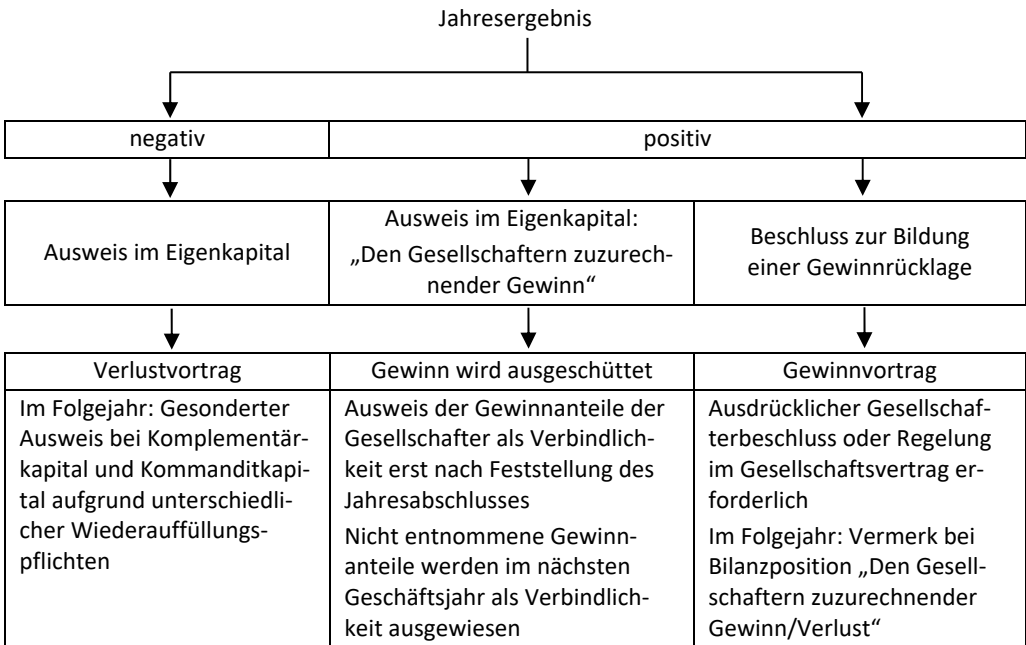 Jahresergebnis
negativ
positiv
Ausweis im Eigenkapital
Ausweis im Eigenkapital:
„Den Gesellschaftern zuzurech-
nender Gewinn“
Beschluss zur Bildung
einer Gewinnrücklage
Verlustvortrag
Gewinn wird ausgeschüttet
Gewinnvortrag
Im Folgejahr: Gesonderter
Ausweis bei Komplementär-
kapital und Kommanditkapi-
tal aufgrund unterschiedli-
cher Wiederauffüllungs-
pflichten
Ausweis der Gewinnanteile der
Gesellschafter als Verbindlich-
keit erst nach Feststellung des
Jahresabschlusses
Nicht entnommene Gewinn-
anteile werden im nächsten
Geschäftsjahr als Verbindlich-
keit ausgewiesen
Ausdrücklicher Gesellschaf-
terbeschluss oder Regelung
im Gesellschaftsvertrag er-
forderlich
Im Folgejahr: Vermerk bei
Bilanzposition „Den Gesell-
schaftern zuzurechnender
Gewinn/Verlust“